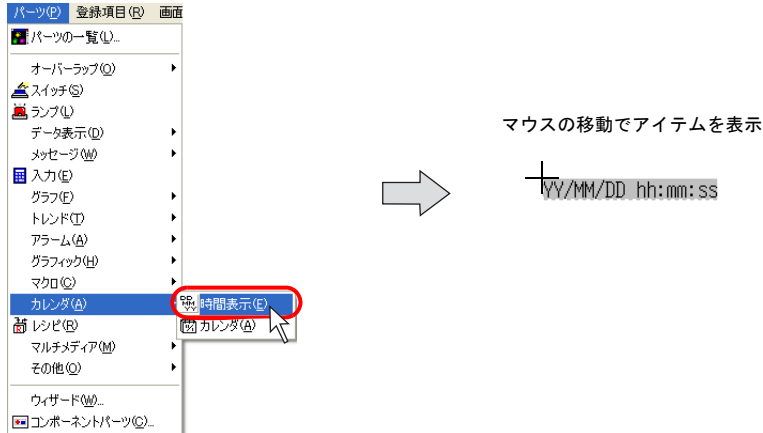 パーツ(P) 登録項目(R) 画面
パーツの一覧(L)...
オーバーラップ(O)
スイッチ(S)
ランプ(L)
データ表示(D)
メッセージ(W)
入力(E)
グラフ(F)
トレンド(T)
アラーム(A)
グラフィック(H)
マクロ(C)
カレンダ(A)
時間表示(E)
レシピ(R)
カレンダ(A)
マルチメディア(M)
その他(O)
ウィザード(W)...
コンポーネントパーツ(C)...
マウスの移動でアイテムを表示
YY/MM/DD hh:mm:ss